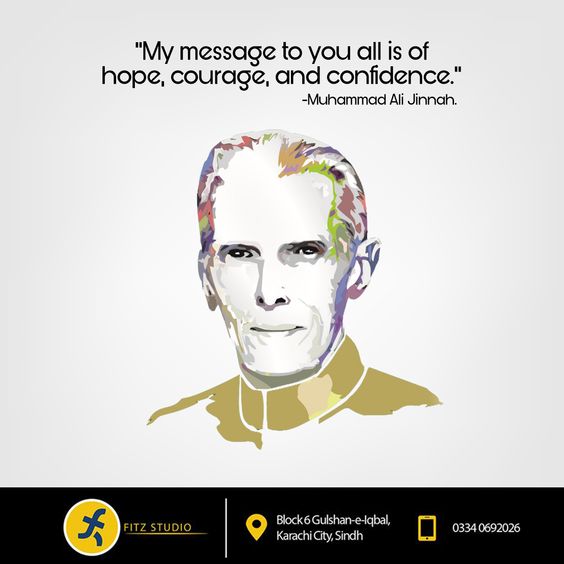 "My message to you all is of
hope, courage, and confidence."
-Muhammad Ali Jinnah.
FITZ STUDIO
Block 6 Gulshan-e-Iqbal,
Karachi City, Sindh
0334 0692026